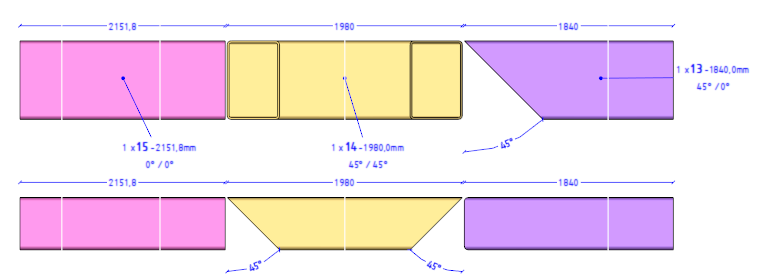 2151,8 1980 1840
1 x 13 -1840,0mm
45° / 0°
45°
1 x 15 -2151,8mm
0° / 0°
1 x 14 -1980,0mm
45° / 45°
2151,8 1980 1840
45° 45°